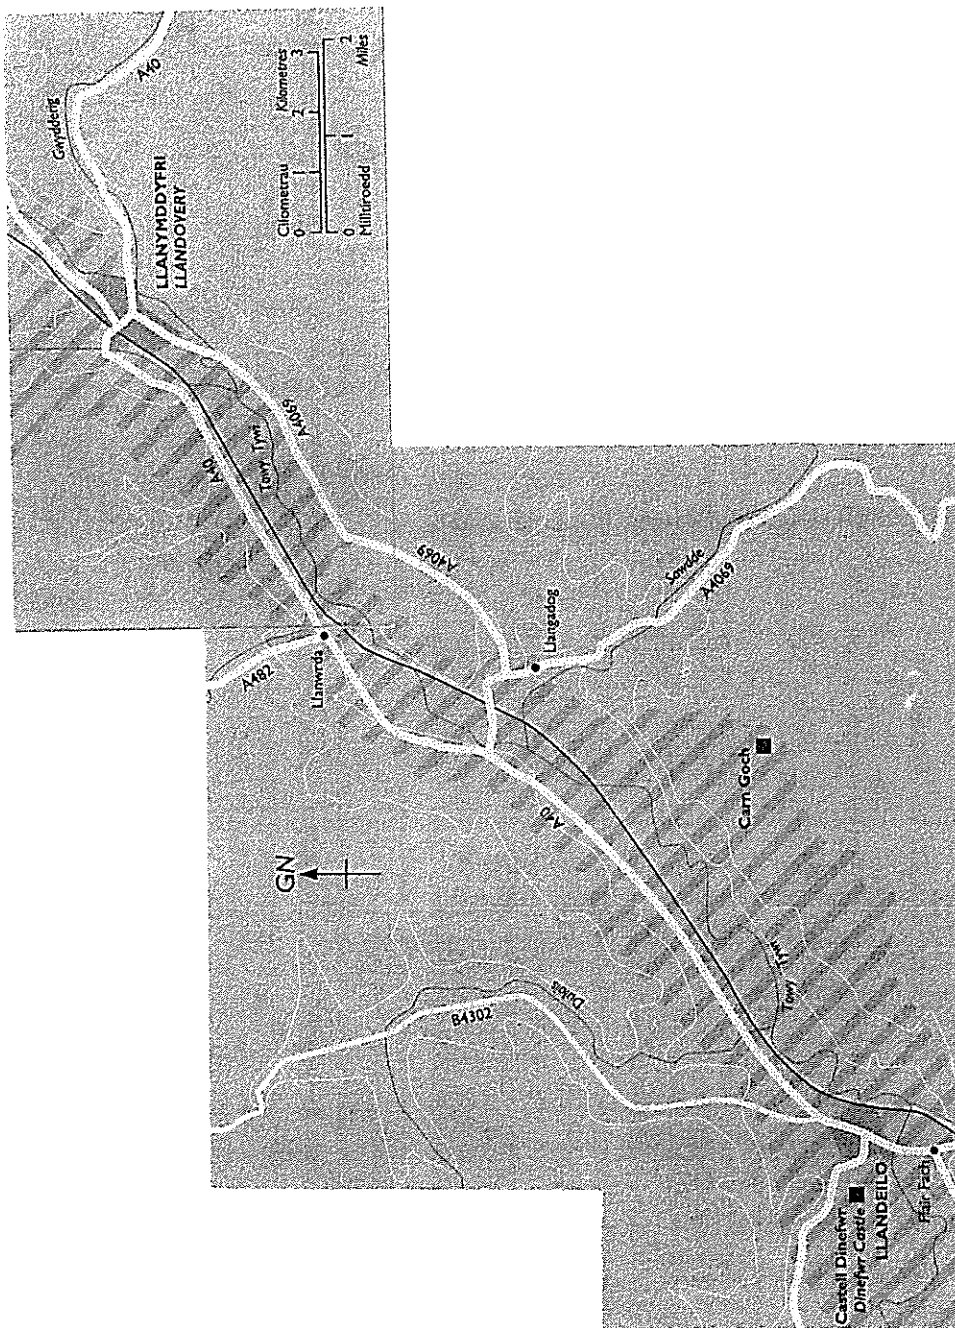 A40
Gwydderig
LLANYMDDYFRI
LLANDOVERY
Cilometrau
Kilometres
0
1
2
3
0
1
2
Milltiroedd
Miles
A40
Towy
Tywi
A4069
A4069
A482
Llanwrda
Llangadog
Sawdde
A4069
GN
A40
Carn Goch
B4302
Dulais
Towy
Tywi
Castell Dinefwr
Dinefwr Castle
LLANDEILO
Ffair Fach